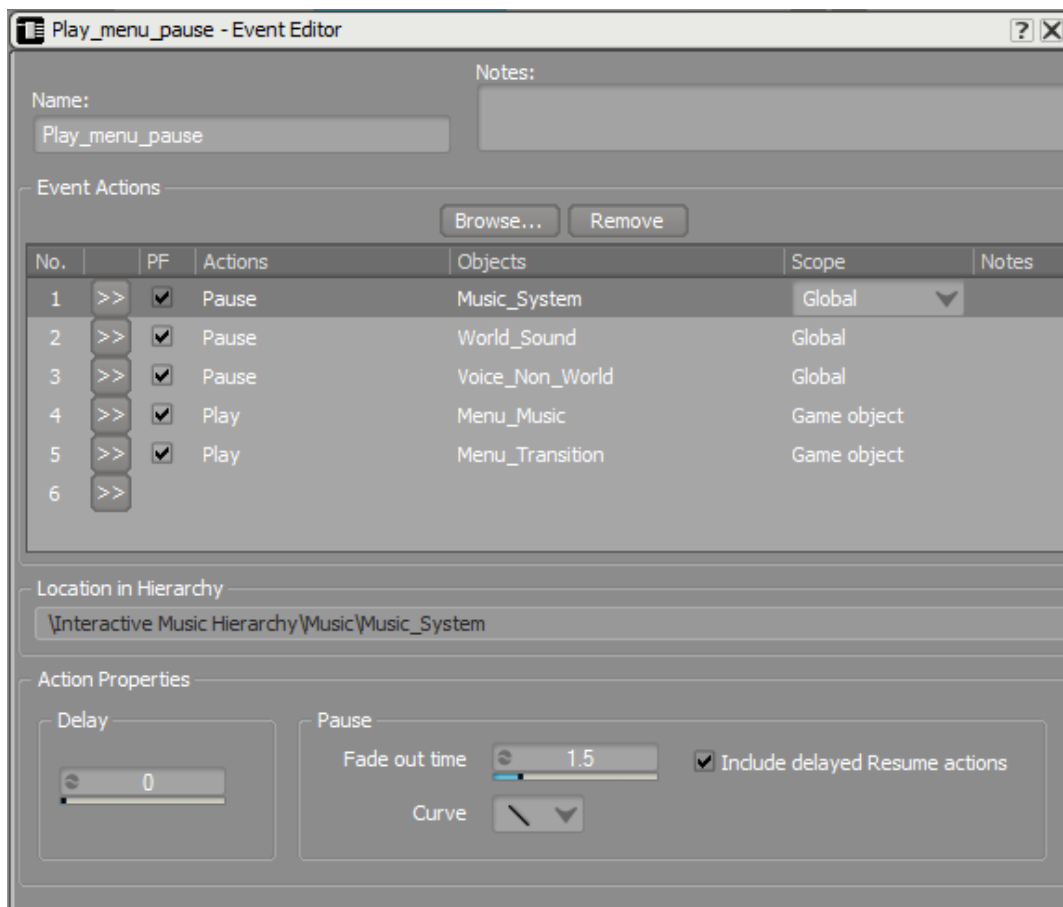 Play_menu_pause - Event Editor
Notes:
Name:
Play_menu_pause
Event Actions
Browse... Remove
No. PF Actions Objects Scope Notes
1 >> Pause Music_System Global
2 >> Pause World_Sound Global
3 >> Pause Voice_Non_World Global
4 >> Play Menu_Music Game object
5 >> Play Menu_Transition Game object
6 >>
Location in Hierarchy
\Interactive Music Hierarchy\Music\Music_System
Action Properties
Delay Pause
Fade out time 1.5 Include delayed Resume actions
0
Curve